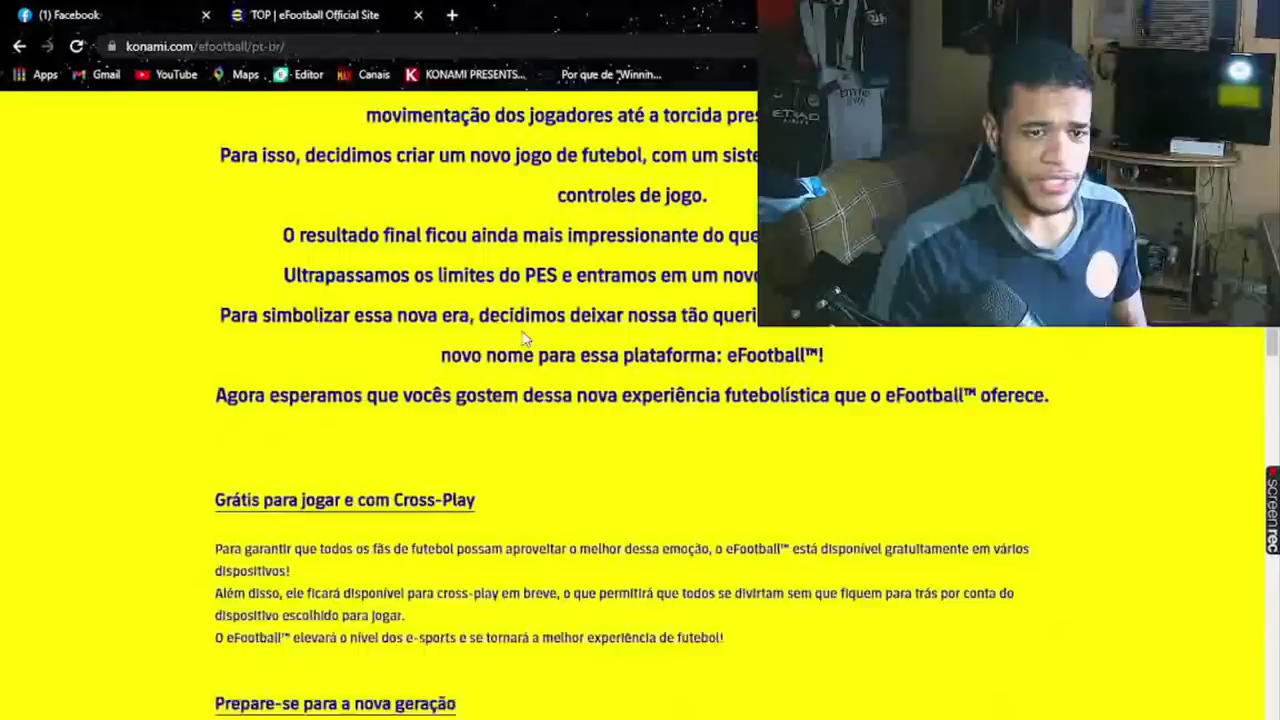 (1) Facebook
TOP | eFootball Official Site
konami.com/efootball/pt-br/
Apps
Gmail
YouTube
Maps
Editor
Canais
KONAMI PRESENTS...
Por que de "Winnin...
movimentação dos jogadores até a torcida pres
Para isso, decidimos criar um novo jogo de futebol, com um siste
controles de jogo.
O resultado final ficou ainda mais impressionante do que
Ultrapassamos os limites do PES e entramos em um novo
Para simbolizar essa nova era, decidimos deixar nossa tão queri
novo nome para essa plataforma: eFootball™!
Agora esperamos que vocês gostem dessa nova experiência futebolística que o eFootball™ oferece.
Grátis para jogar e com Cross-Play
Para garantir que todos os fãs de futebol possam aproveitar o melhor dessa emoção, o eFootball™ está disponível gratuitamente em vários
dispositivos!
Além disso, ele ficará disponível para cross-play em breve, o que permitirá que todos se divirtam sem que fiquem para trás por conta do
dispositivo escolhido para jogar.
O eFootball™ elevará o nível dos e-sports e se tornará a melhor experiência de futebol!
Prepare-se para a nova geração
ETIHAD
screenrec